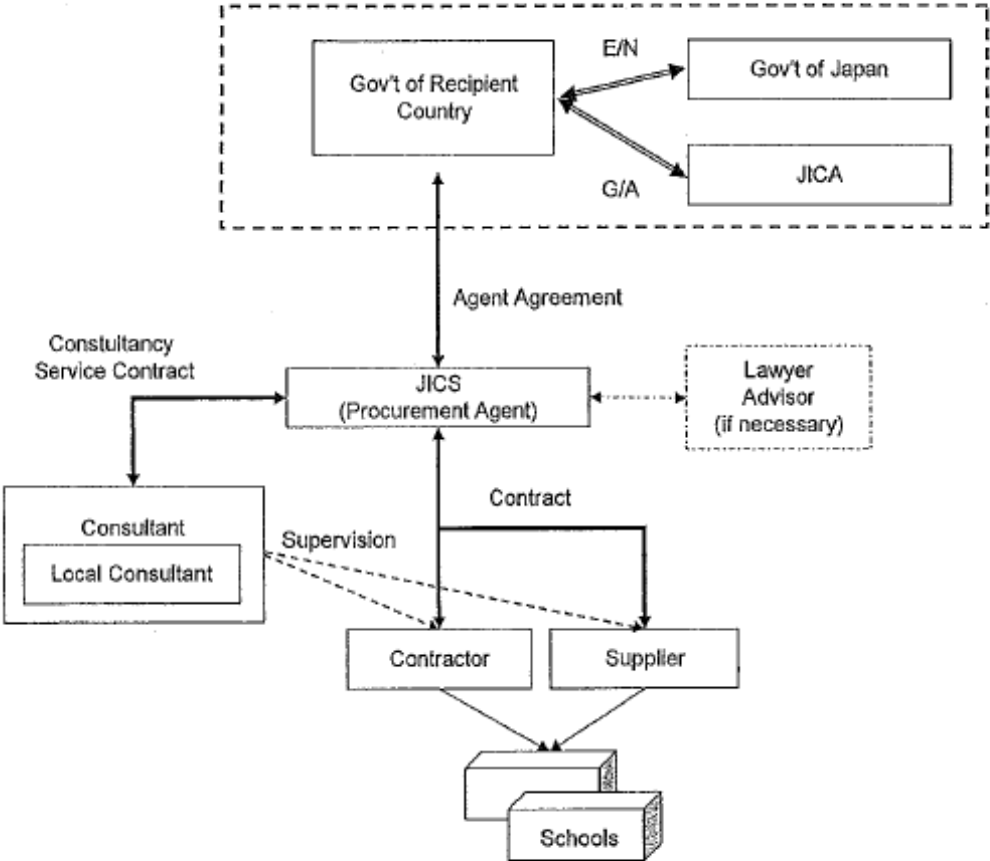 E/N
Gov't of Recipient
Country
Gov't of Japan
JICA
G/A
Agent Agreement
Constultancy
Service Contract
JICS
(Procurement Agent)
Lawyer
Advisor
(if necessary)
Contract
Consultant
Supervision
Local Consultant
Contractor
Supplier
Schools